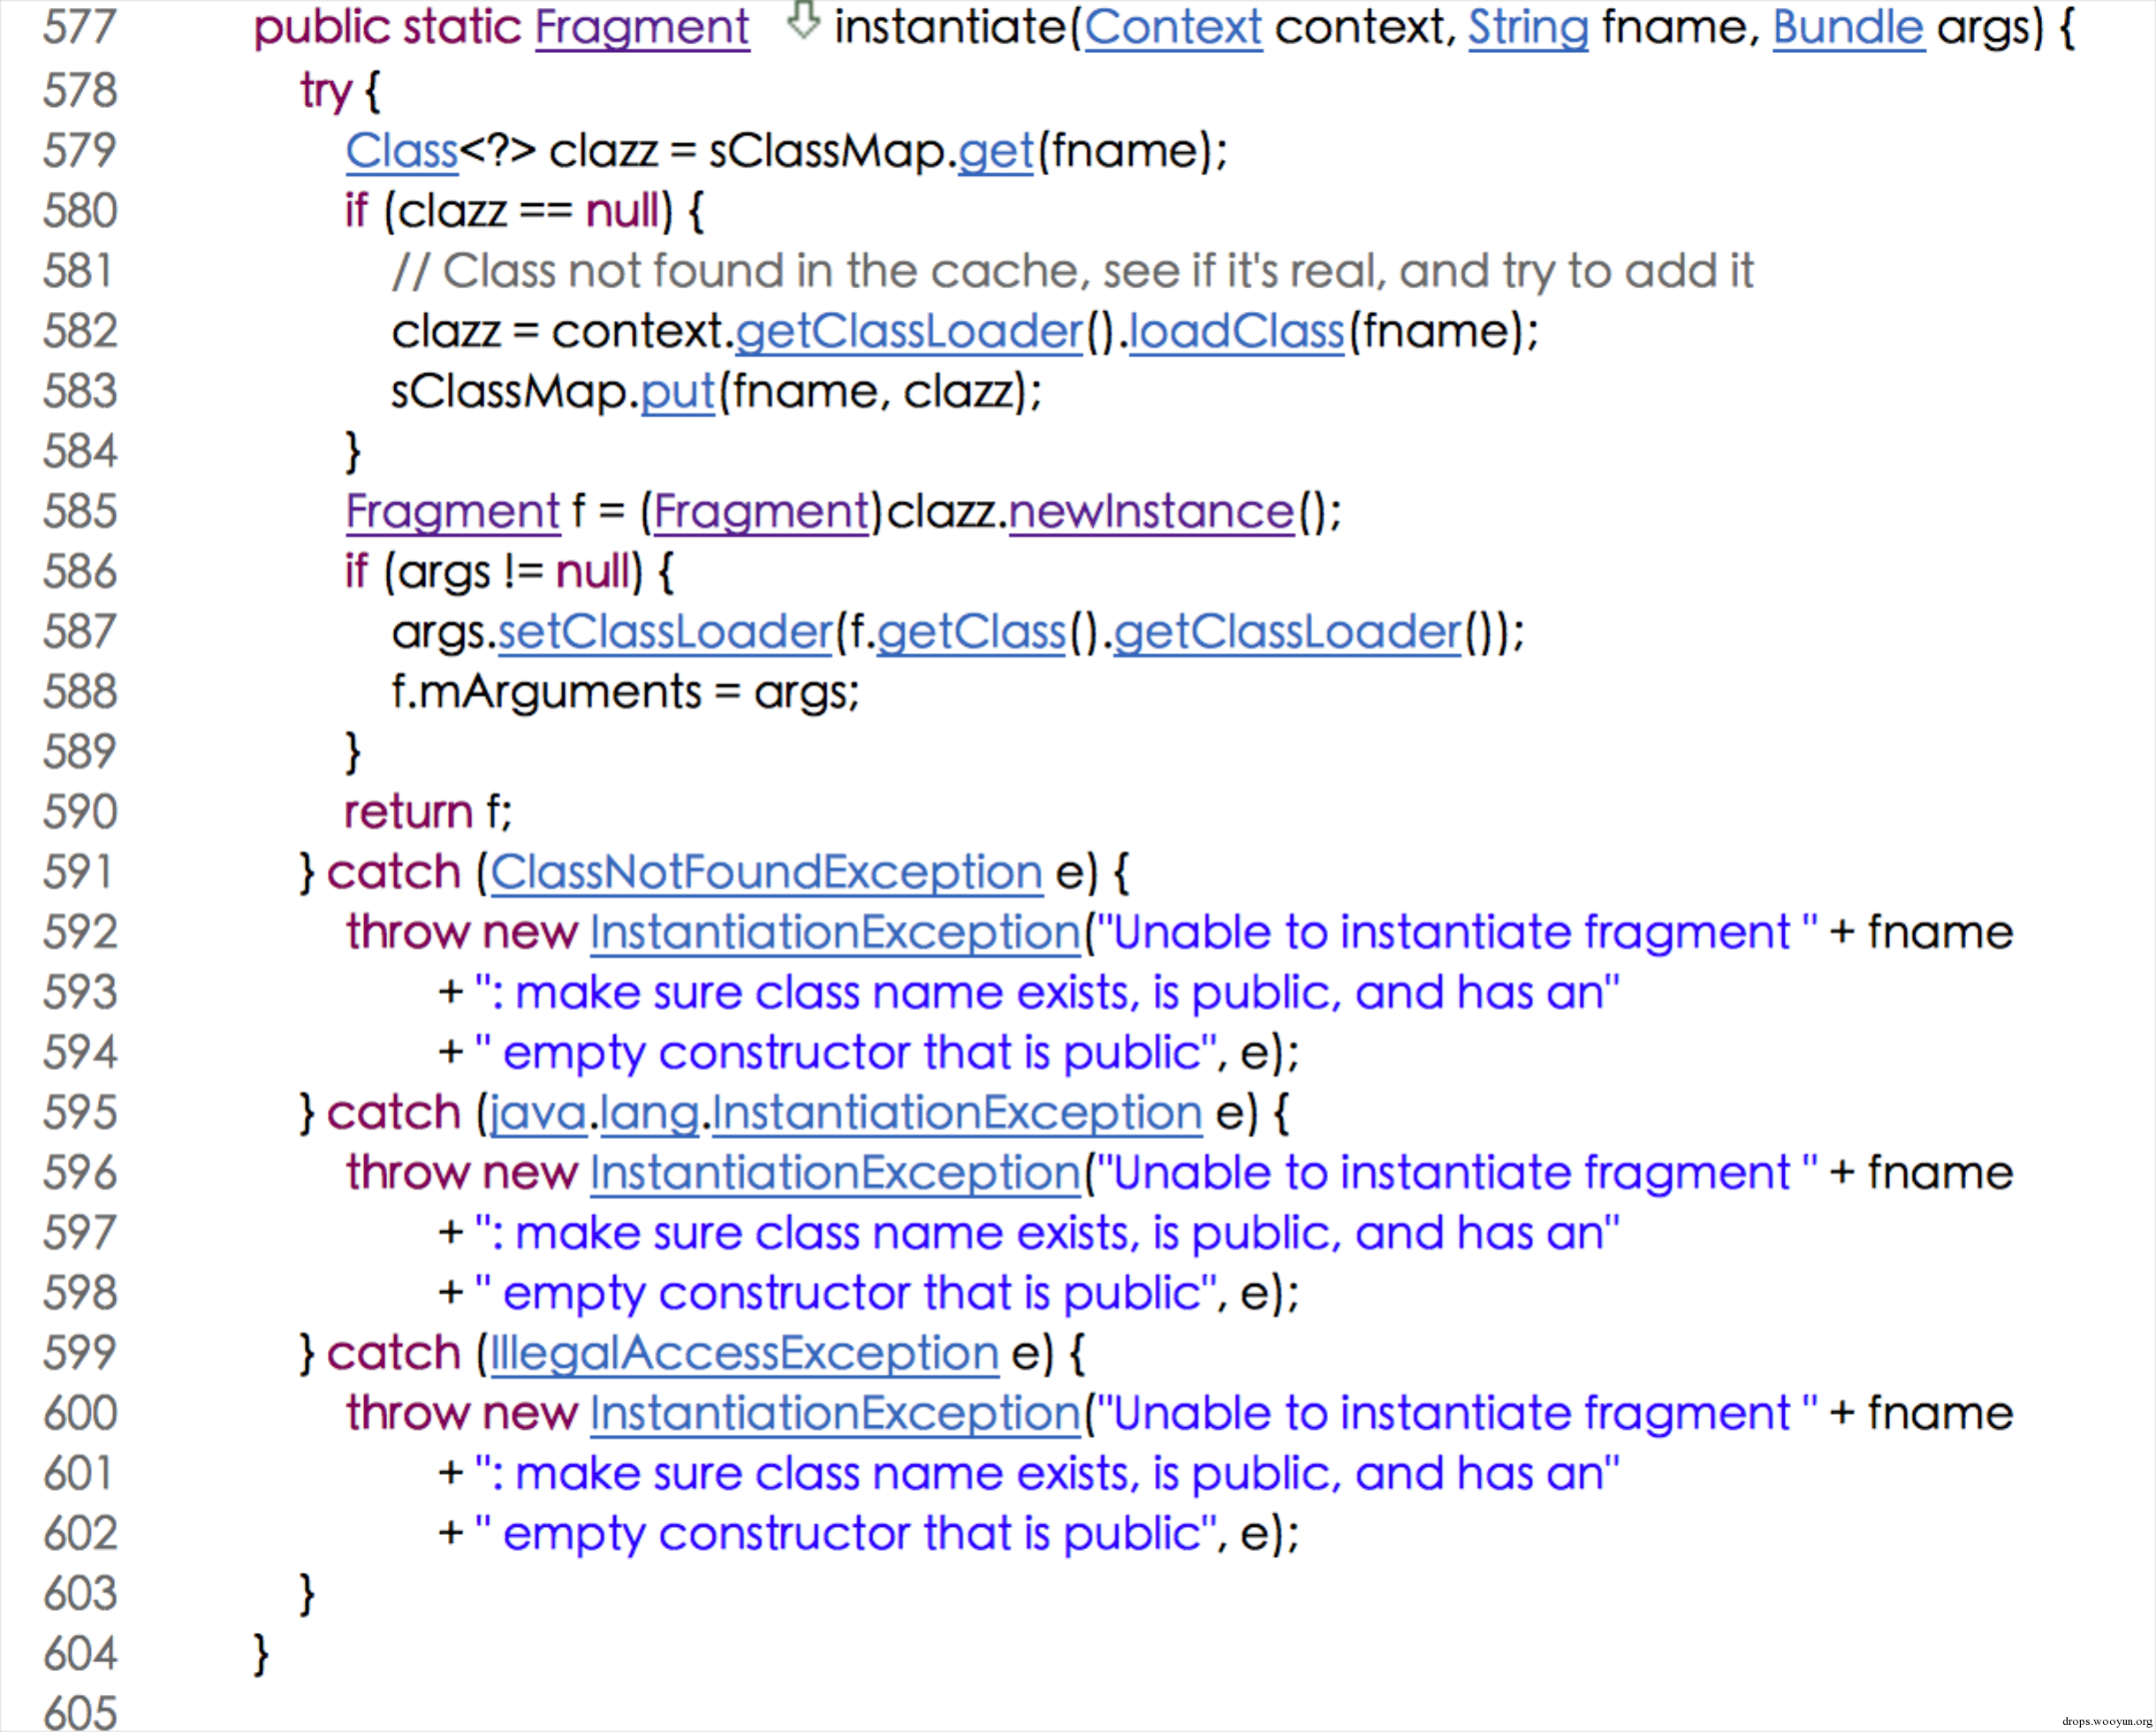 577 public static Fragment instantiate(Context context, String fname, Bundle args) {
578 try {
579 Class<?> clazz = sClassMap.get(fname);
580 if (clazz == null) {
581 // Class not found in the cache, see if it's real, and try to add it
582 clazz = context.getClassLoader().loadClass(fname);
583 sClassMap.put(fname, clazz);
584 }
585 Fragment f = (Fragment)clazz.newInstance();
586 if (args != null) {
587 args.setClassLoader(f.getClass().getClassLoader());
588 f.mArguments = args;
589 }
590 return f;
591 } catch (ClassNotFoundException e) {
592 throw new InstantiationException("Unable to instantiate fragment " + fname
593 + ": make sure class name exists, is public, and has an"
594 + " empty constructor that is public", e);
595 } catch (java.lang.InstantiationException e) {
596 throw new InstantiationException("Unable to instantiate fragment " + fname
597 + ": make sure class name exists, is public, and has an"
598 + " empty constructor that is public", e);
599 } catch (IllegalAccessException e) {
600 throw new InstantiationException("Unable to instantiate fragment " + fname
601 + ": make sure class name exists, is public, and has an"
602 + " empty constructor that is public", e);
603 }
604 }
605
drops.wooyun.org